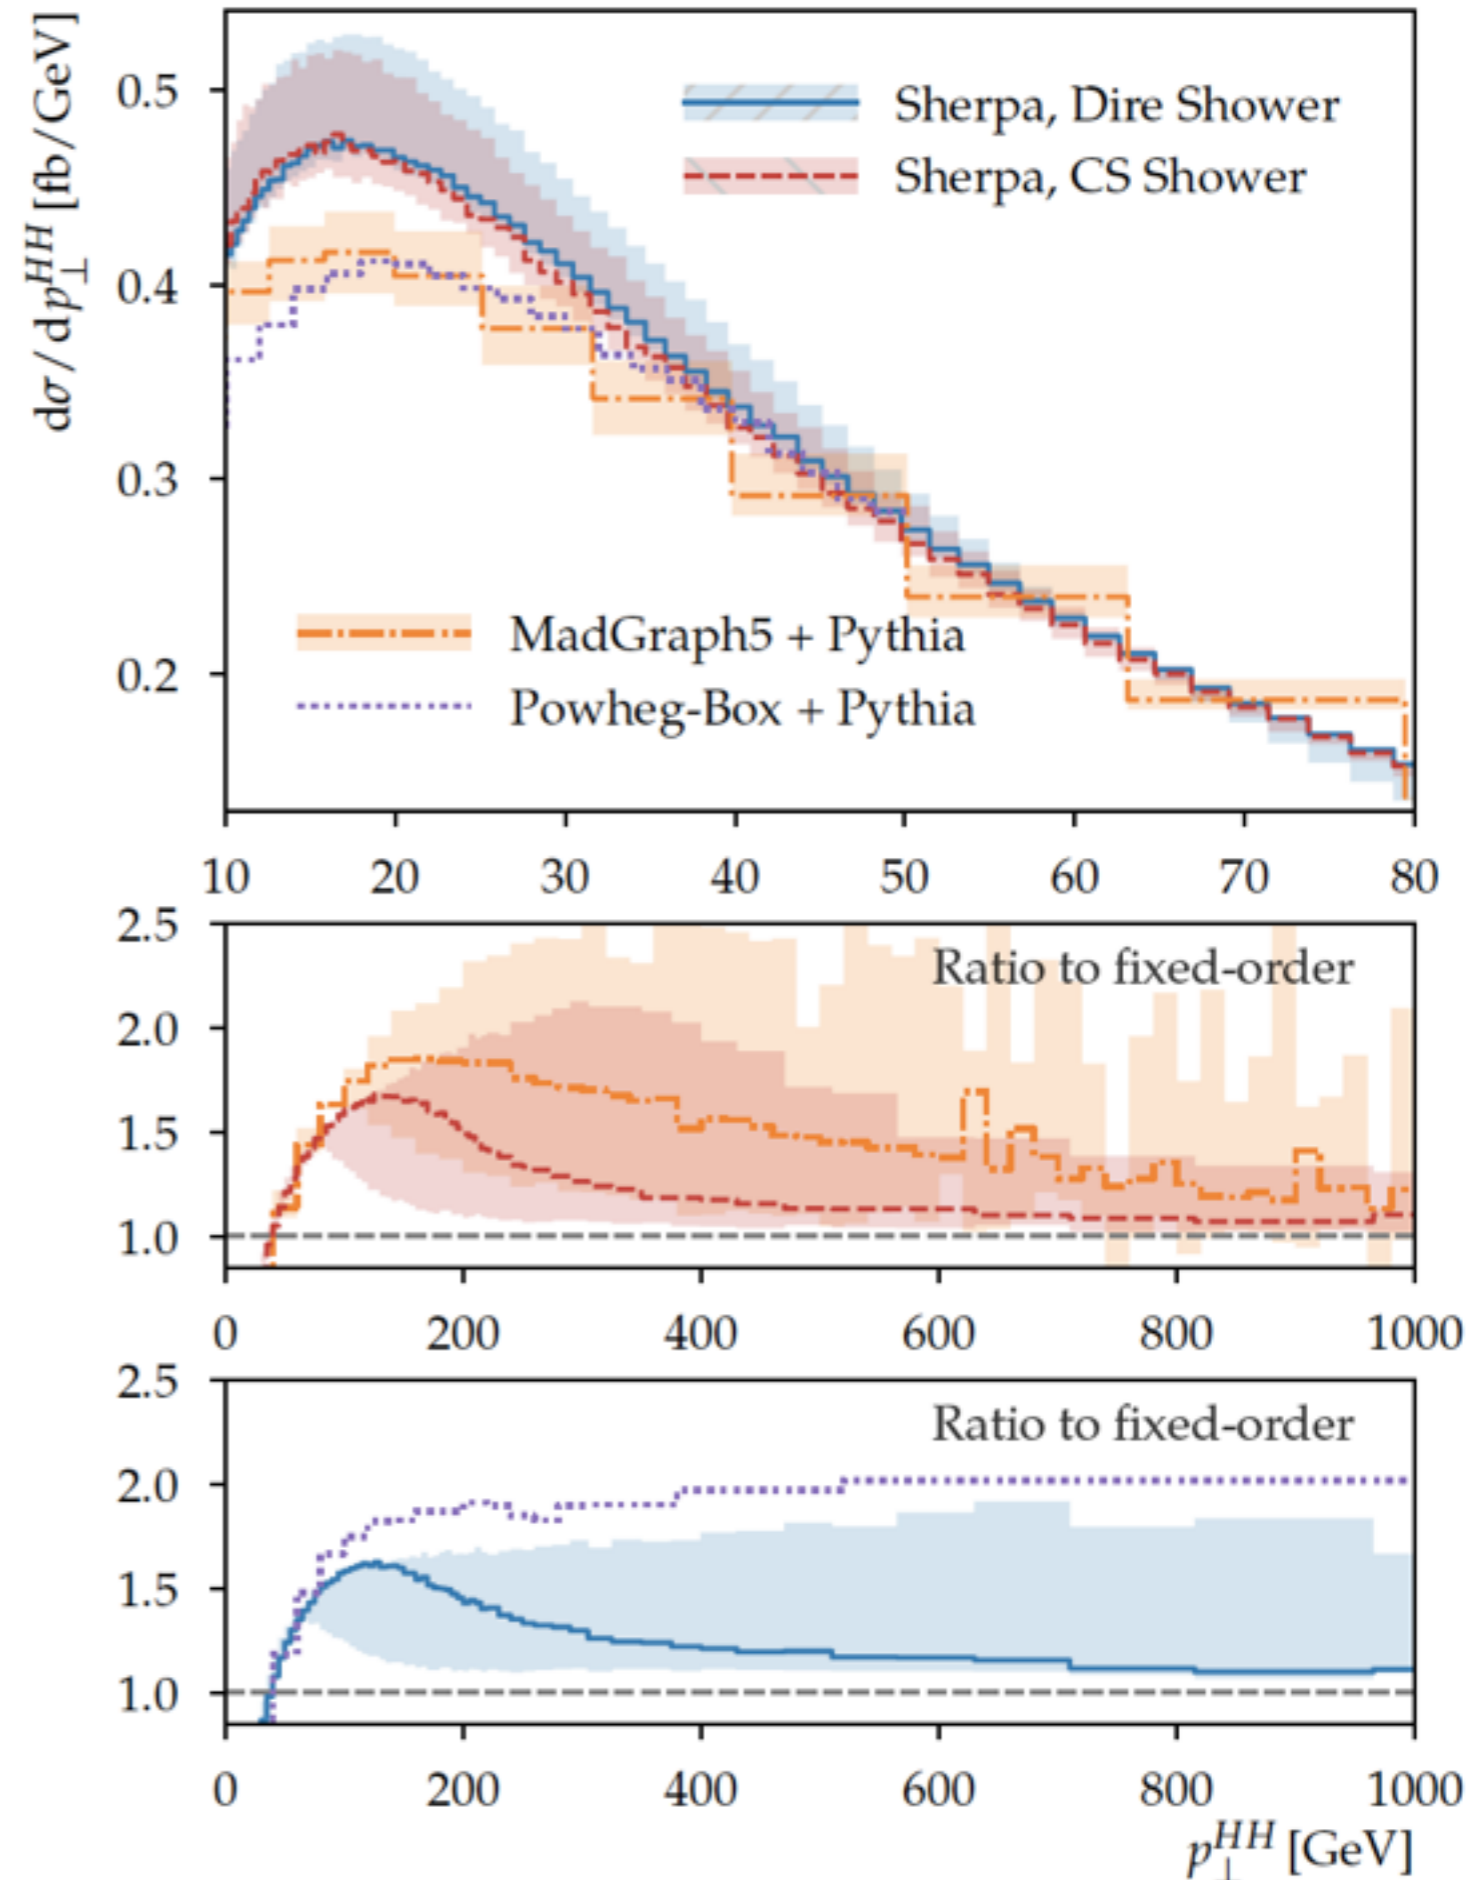 dσ / dp⊥^HH [fb/GeV]
0.5
0.4
0.3
0.2
Sherpa, Dire Shower
Sherpa, CS Shower
MadGraph5 + Pythia
Powheg-Box + Pythia
10 20 30 40 50 60 70 80
2.5
2.0
1.5
1.0
Ratio to fixed-order
0 200 400 600 800 1000
2.5
2.0
1.5
1.0
Ratio to fixed-order
0 200 400 600 800 1000
p⊥^HH [GeV]